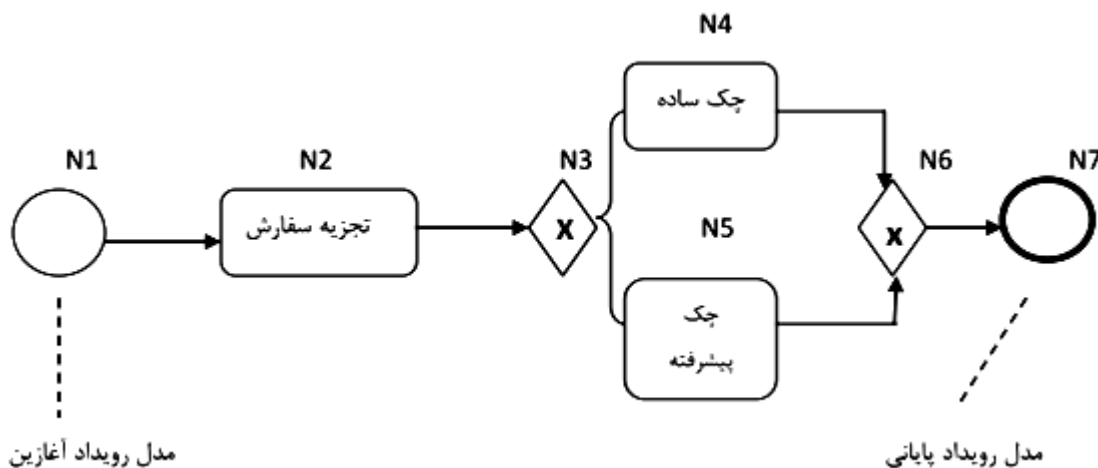 N4
چک ساده
N1
N2
N3
N6
N7
تجزیه سفارش
X
N5
X
چک
پیشرفته
مدل رویداد آغازین
مدل رویداد پایانی